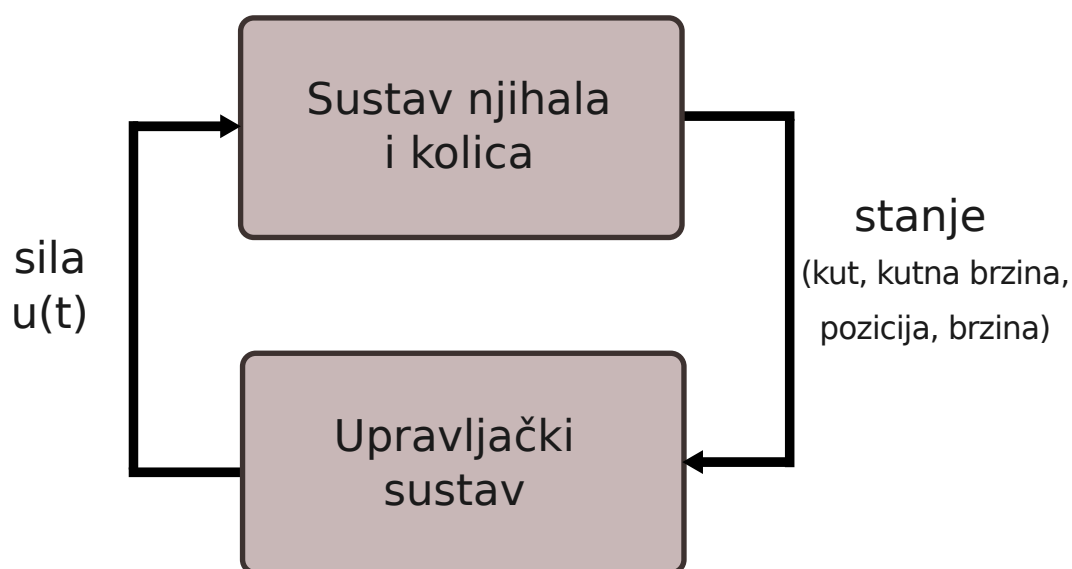 Sustav njihala
i kolica
sila
u(t)
stanje
(kut, kutna brzina,
pozicija, brzina)
Upravljački
sustav